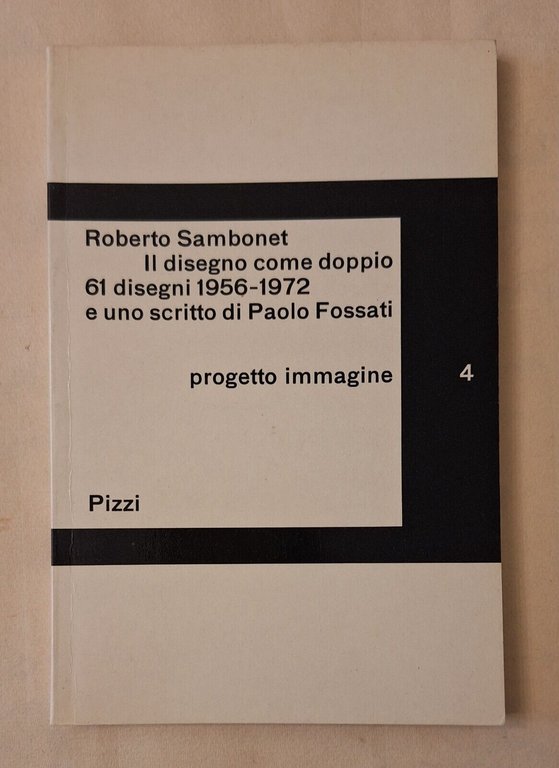 Roberto Sambonet
Il disegno come doppio
61 disegni 1956-1972
e uno scritto di Paolo Fossati
progetto immagine
4
Pizzi